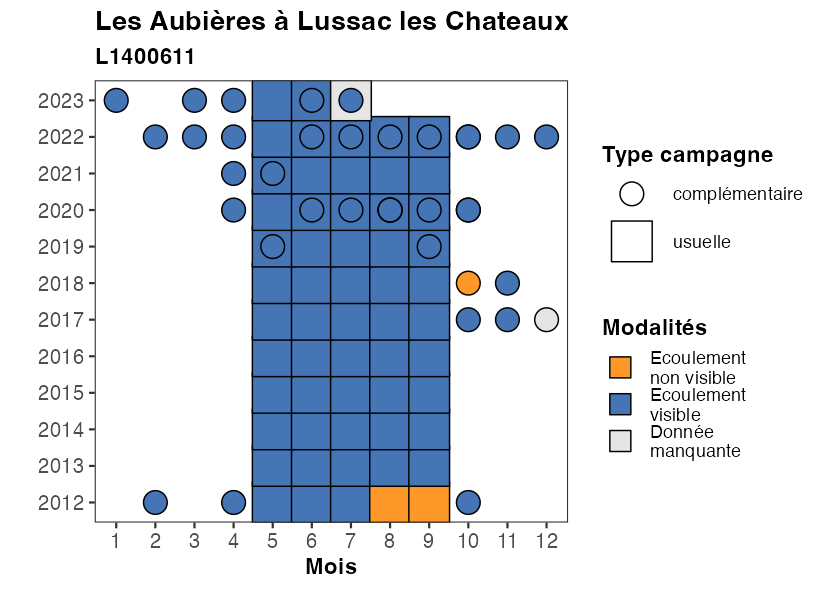 Les Aubières à Lussac les Chateaux
L1400611
2023
2022
2021
2020
2019
2018
2017
2016
2015
2014
2013
2012
1 2 3 4 5 6 7 8 9 10 11 12
Mois
Type campagne
complémentaire
usuelle
Modalités
Ecoulement
non visible
Ecoulement
visible
Donnée
manquante